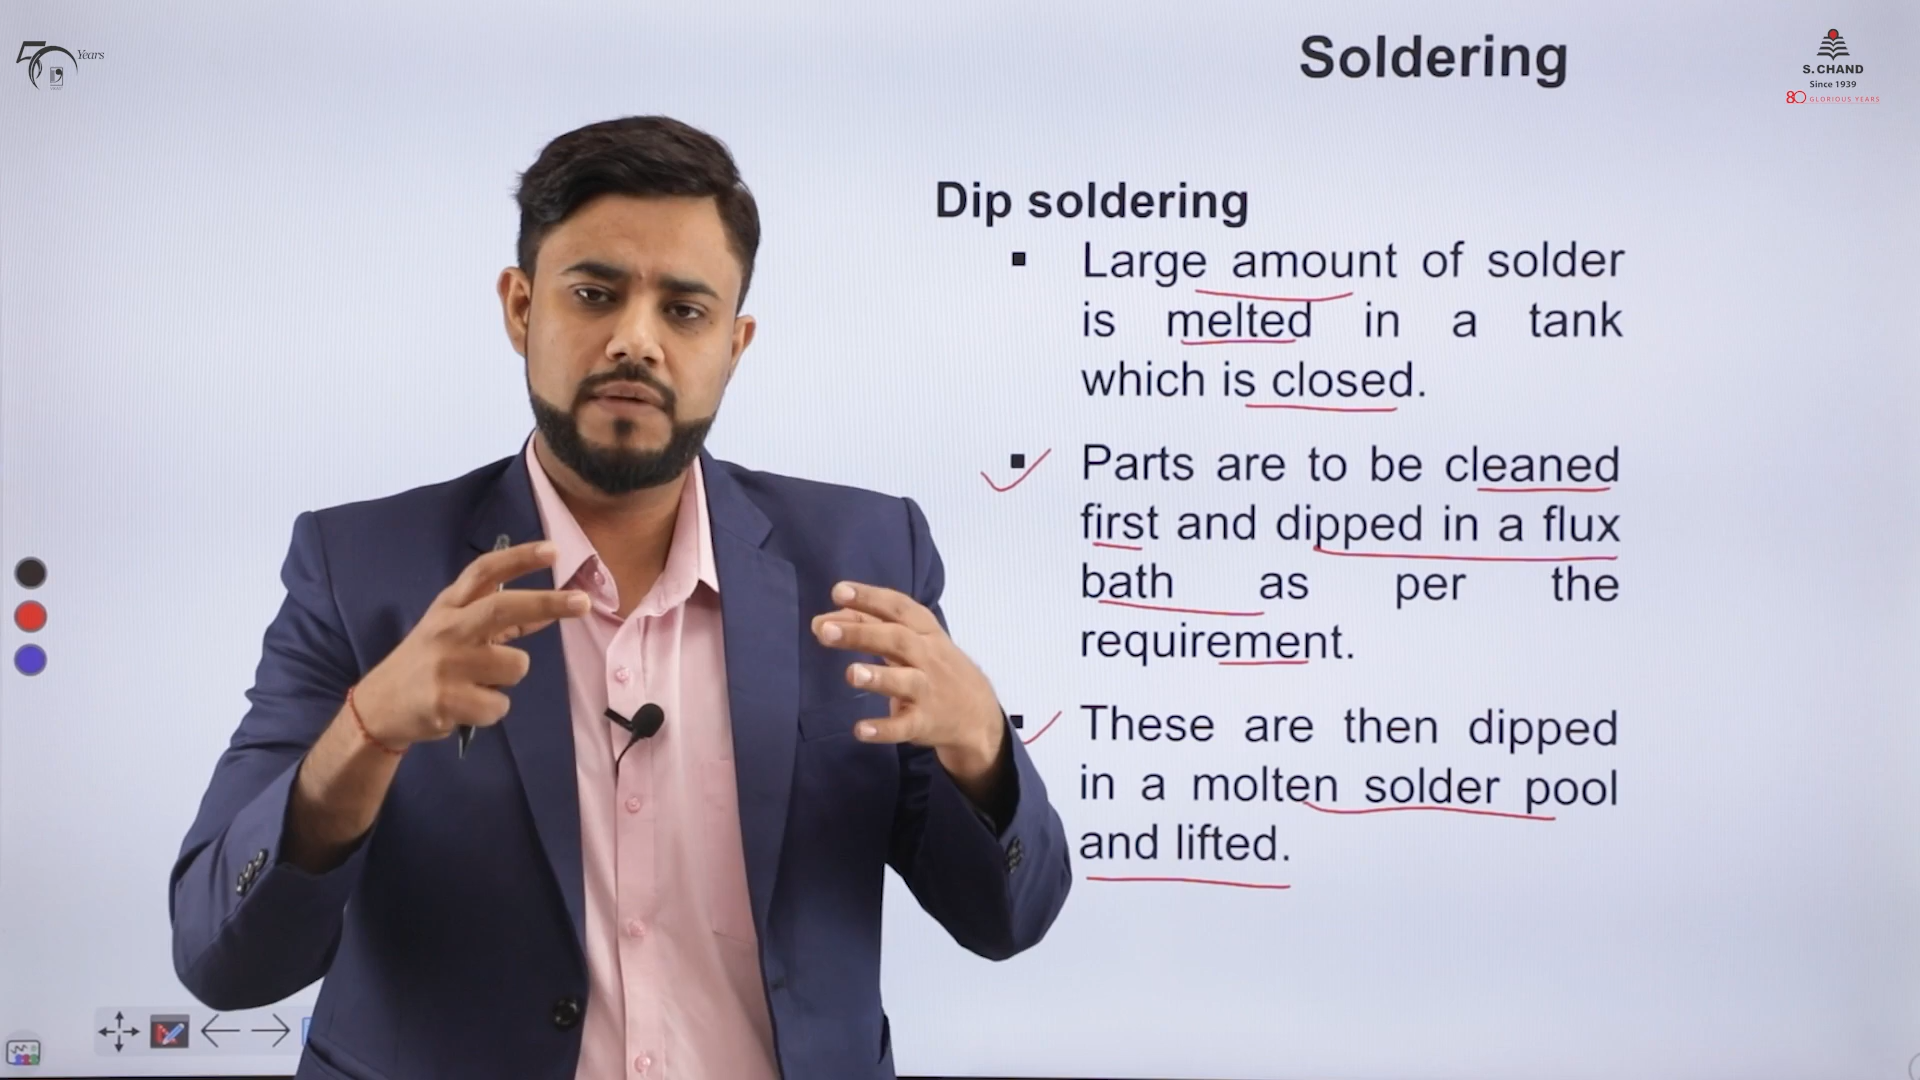 50 Years
Soldering
S. CHAND
Since 1939
80 GLORIOUS YEARS
Dip soldering
▪ Large amount of solder
is melted in a tank
which is closed.
▪ Parts are to be cleaned
first and dipped in a flux
bath as per the
requirement.
▪ These are then dipped
in a molten solder pool
and lifted.